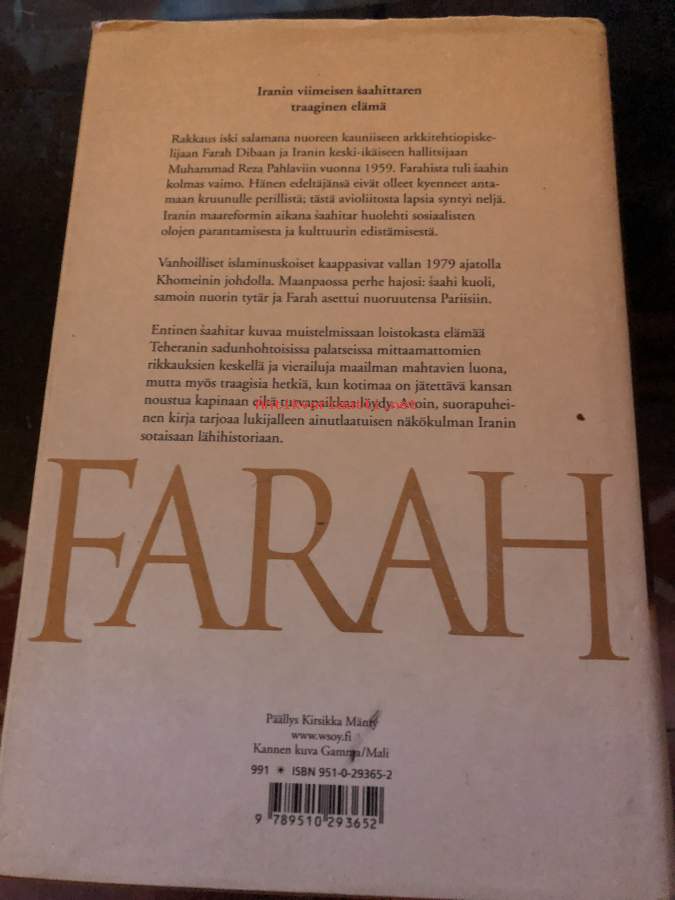 Iranin viimeisen šaahittaren
traaginen elämä
Rakkaus iski salamana nuoreen kauniiseen arkkitehtiopiske-
lijaan Farah Dibaan ja Iranin keski-ikäiseen hallitsijaan
Muhammad Reza Pahlaviin vuonna 1959. Farahista tuli šaahin
kolmas vaimo. Hänen edeltäjänsä eivät olleet kyenneet anta-
maan kruunulle perillistä; tästä avioliitosta lapsia syntyi neljä.
Iranin maareformin aikana šaahitar huolehti sosiaalisten
olojen parantamisesta ja kulttuurin edistämisestä.
Vanhoilliset islaminuskoiset kaappasivat vallan 1979 ajatolla
Khomeinin johdolla. Maanpaossa perhe hajosi: šaahi kuoli,
samoin nuorin tytär ja Farah asettui nuoruutensa Pariisiin.
Entinen šaahitar kuvaa muistelmissaan loistokasta elämää
Teheranin sadunhohtoisissa palatseissa mittaamattomien
rikkauksien keskellä ja vierailuja maailman mahtavien luona,
mutta myös traagisia hetkiä, kun kotimaa on jätettävä kansan
noustua kapinaan eikä turvapaikkaa löydy. Avoin, suorapuhei-
Antikvariaatti.net
nen kirja tarjoaa lukijalleen ainutlaatuisen näkökulman Iranin
sotaisaan lähihistoriaan.
FARAH
Päällys Kirsikka Mänty
www.wsoy.fi
Kannen kuva Gamma/Mali
991 * ISBN 951-0-29365-2
9 789510 293652